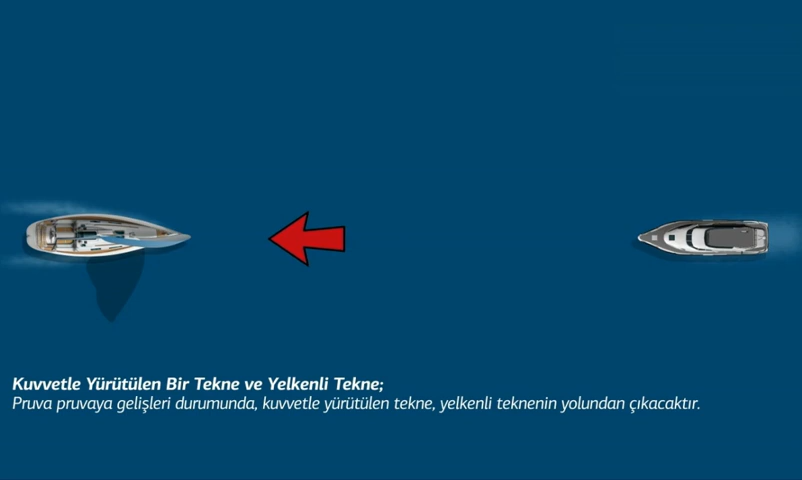 Kuvvetle Yürütülen Bir Tekne ve Yelkenli Tekne;
Pruva pruvaya gelişleri durumunda, kuvvetle yürütülen tekne, yelkenli teknenin yolundan çıkacaktır.